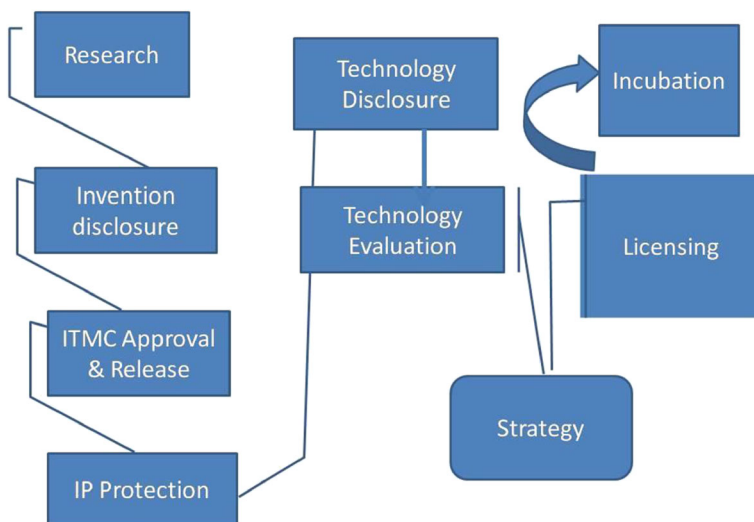 Research
Invention
disclosure
ITMC Approval
& Release
IP Protection
Technology
Disclosure
Technology
Evaluation
Strategy
Licensing
Incubation